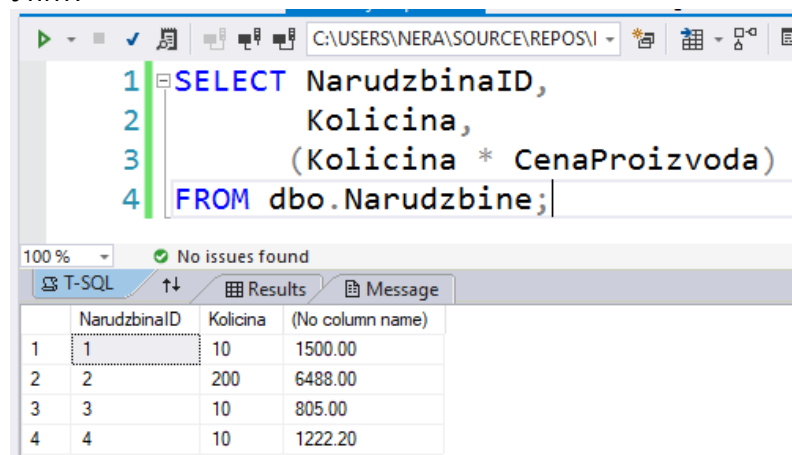 C:\USERS\NERA\SOURCE\REPOS\I
1 SELECT NarudzbinaID,
2 Kolicina,
3 (Kolicina * CenaProizvoda)
4 FROM dbo.Narudzbine;
100 % No issues found
T-SQL Results Message
NarudzbinaID Kolicina (No column name)
1 1 10 1500.00
2 2 200 6488.00
3 3 10 805.00
4 4 10 1222.20